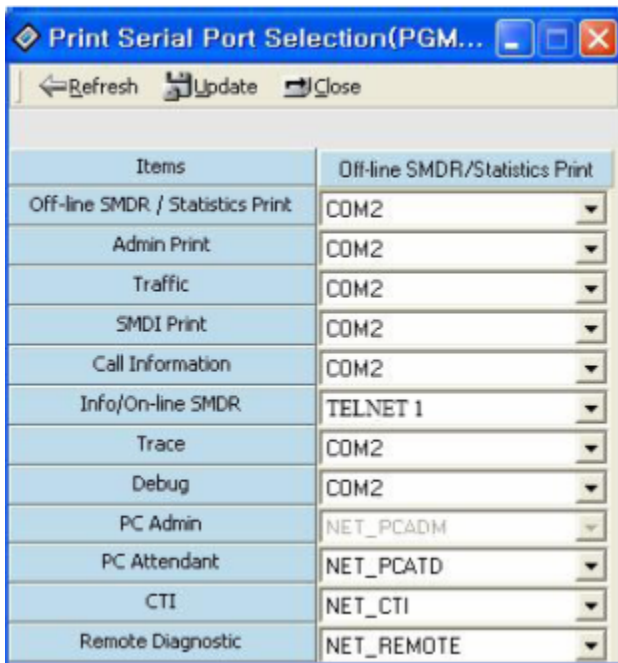 Print Serial Port Selection(PGM...
Refresh Update Close
Items Off-line SMDR/Statistics Print
Off-line SMDR / Statistics Print COM2
Admin Print COM2
Traffic COM2
SMDI Print COM2
Call Information COM2
Info/On-line SMDR TELNET 1
Trace COM2
Debug COM2
PC Admin NET_PCADM
PC Attendant NET_PCATD
CTI NET_CTI
Remote Diagnostic NET_REMOTE